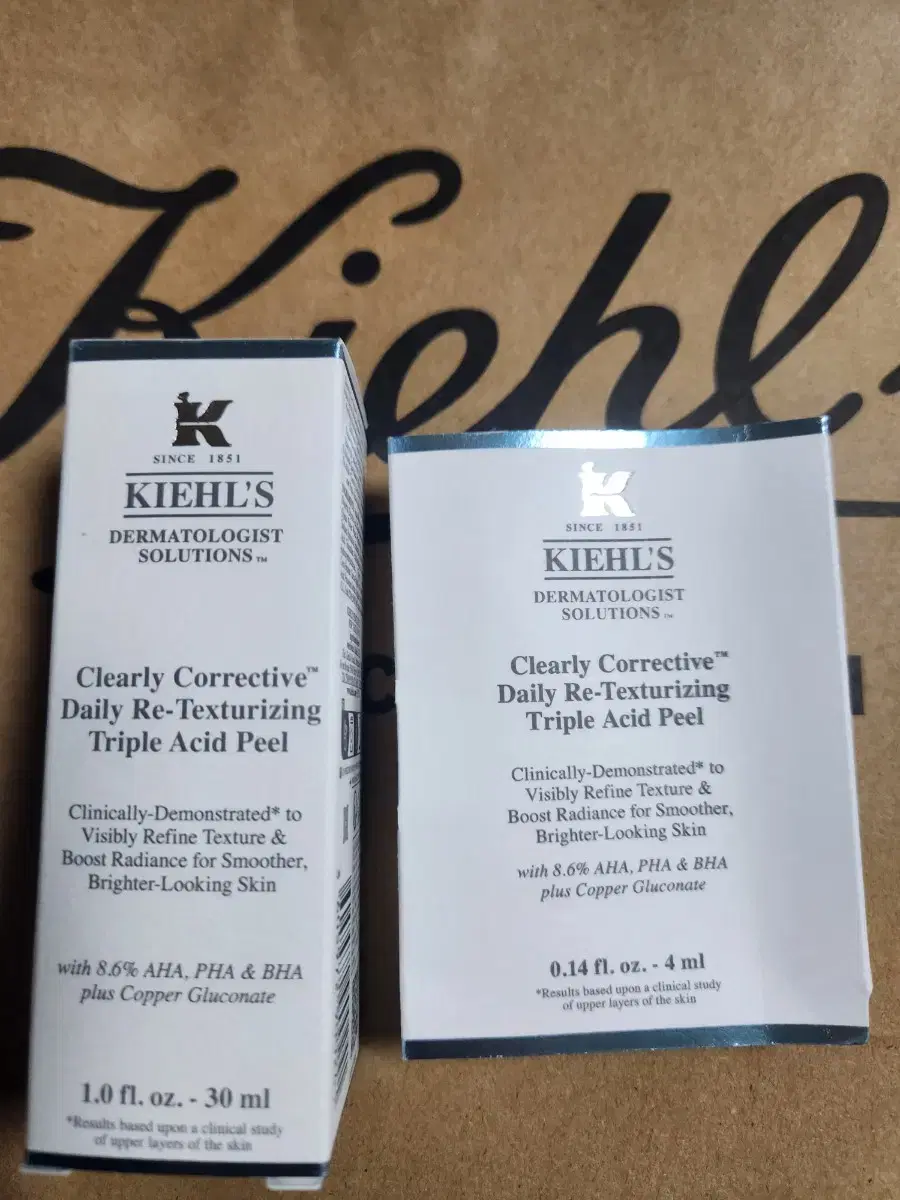 Kiehl's
K
SINCE 1851
KIEHL'S
DERMATOLOGIST
SOLUTIONS™
Clearly Corrective™
Daily Re-Texturizing
Triple Acid Peel
Clinically-Demonstrated* to
Visibly Refine Texture &
Boost Radiance for Smoother,
Brighter-Looking Skin
with 8.6% AHA, PHA & BHA
plus Copper Gluconate
1.0 fl. oz. - 30 ml
*Results based upon a clinical study
of upper layers of the skin
K
SINCE 1851
KIEHL'S
DERMATOLOGIST
SOLUTIONS™
Clearly Corrective™
Daily Re-Texturizing
Triple Acid Peel
Clinically-Demonstrated* to
Visibly Refine Texture &
Boost Radiance for Smoother,
Brighter-Looking Skin
with 8.6% AHA, PHA & BHA
plus Copper Gluconate
0.14 fl. oz. - 4 ml
*Results based upon a clinical study
of upper layers of the skin